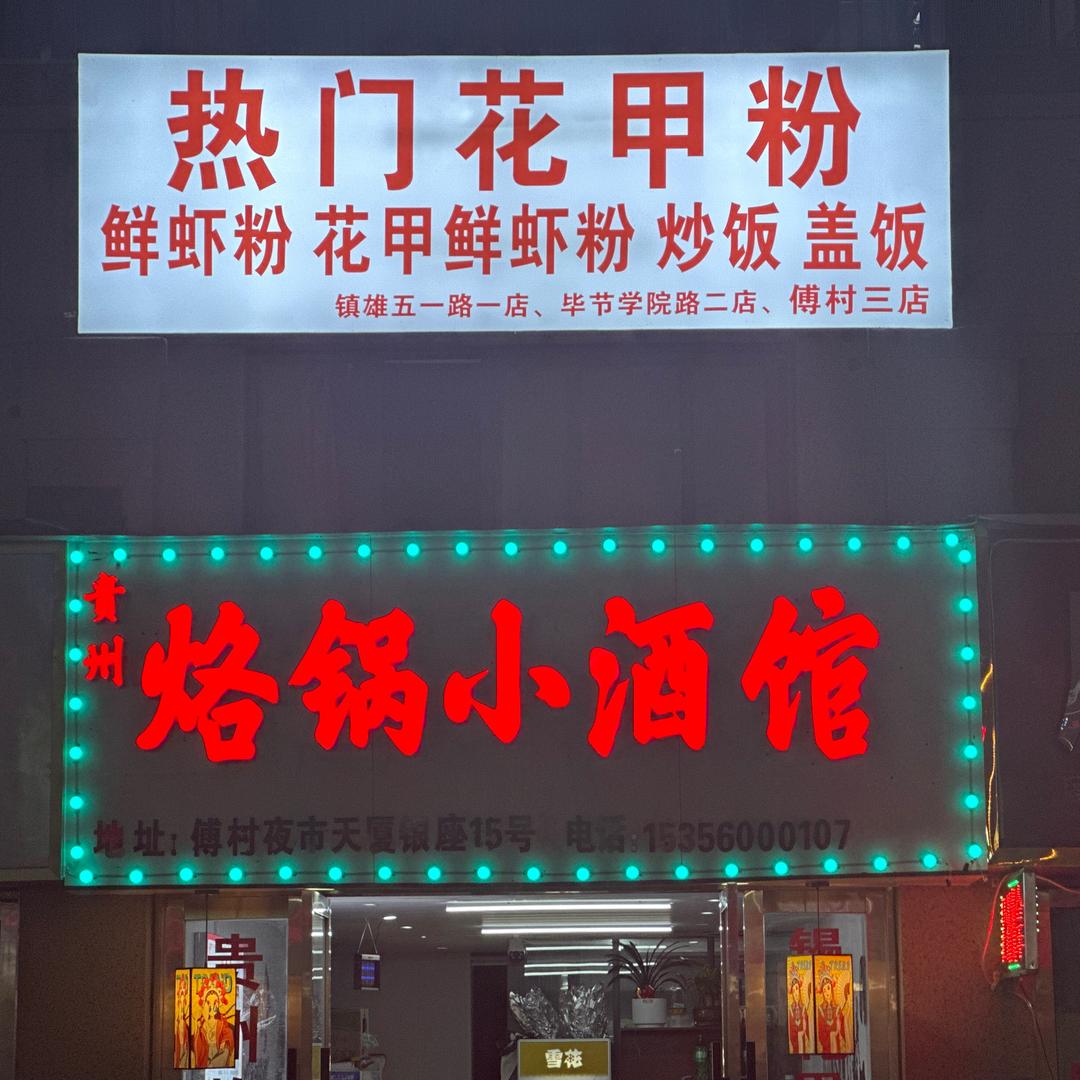 热门花甲粉
鲜虾粉 花甲鲜虾粉 炒饭 盖饭
镇雄五一路一店、毕节学院路二店、傅村三店
贵州
烙锅小酒馆
地址:傅村夜市天厦银座15号 电话:15356000107
贵州
锅
雪花